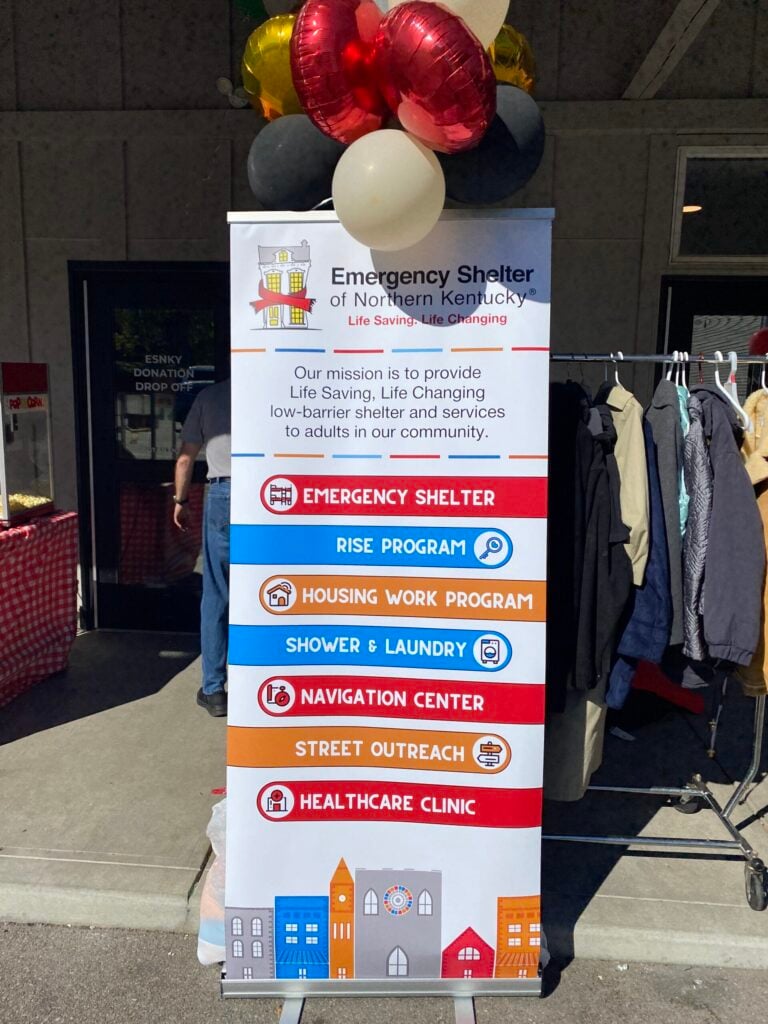 Emergency Shelter
of Northern Kentucky®
Life Saving. Life Changing
Our mission is to provide
Life Saving, Life Changing
low-barrier shelter and services
to adults in our community.
EMERGENCY SHELTER
RISE PROGRAM
HOUSING WORK PROGRAM
SHOWER & LAUNDRY
NAVIGATION CENTER
STREET OUTREACH
HEALTHCARE CLINIC
ESNKY
DONATION
DROP OFF
POP CORN